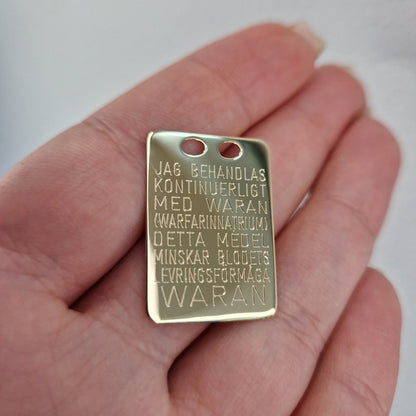 JAG BEHANDLAS
KONTINUERLIGT
MED WARAN
(WARFARINNATRIUM)
DETTA MEDEL
MINSKAR BLODETS
LEVRINGSFÖRMÅGA
WARAN